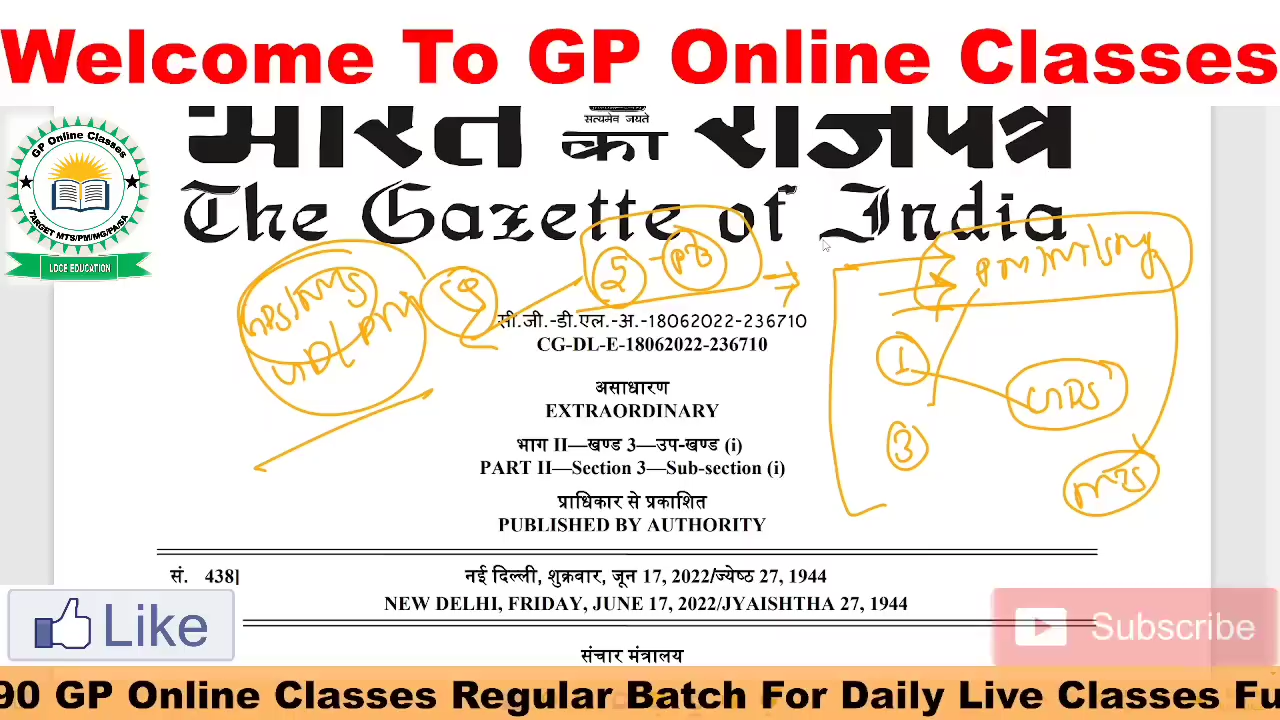 Welcome To GP Online Classes
GP Online Classes
TARGET MTS/PM/MG/PA/SA
LDCE EDUCATION
सत्यमेव जयते
भारत का राजपत्र
The Gazette of India
सी.जी.-डी.एल.-अ.-18062022-236710
CG-DL-E-18062022-236710
असाधारण
EXTRAORDINARY
भाग II—खण्ड 3—उप-खण्ड (i)
PART II—Section 3—Sub-section (i)
प्राधिकार से प्रकाशित
PUBLISHED BY AUTHORITY
1
3
सं. 438]
नई दिल्ली, शुक्रवार, जून 17, 2022/ज्येष्ठ 27, 1944
NEW DELHI, FRIDAY, JUNE 17, 2022/JYAISHTHA 27, 1944
संचार मंत्रालय
Like
Subscribe
90 GP Online Classes Regular Batch For Daily Live Classes Fu